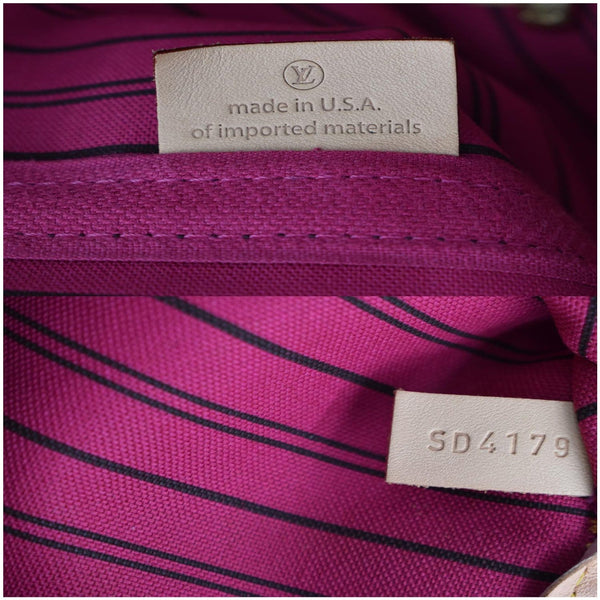 LV
made in U.S.A.
of imported materials
SD4179